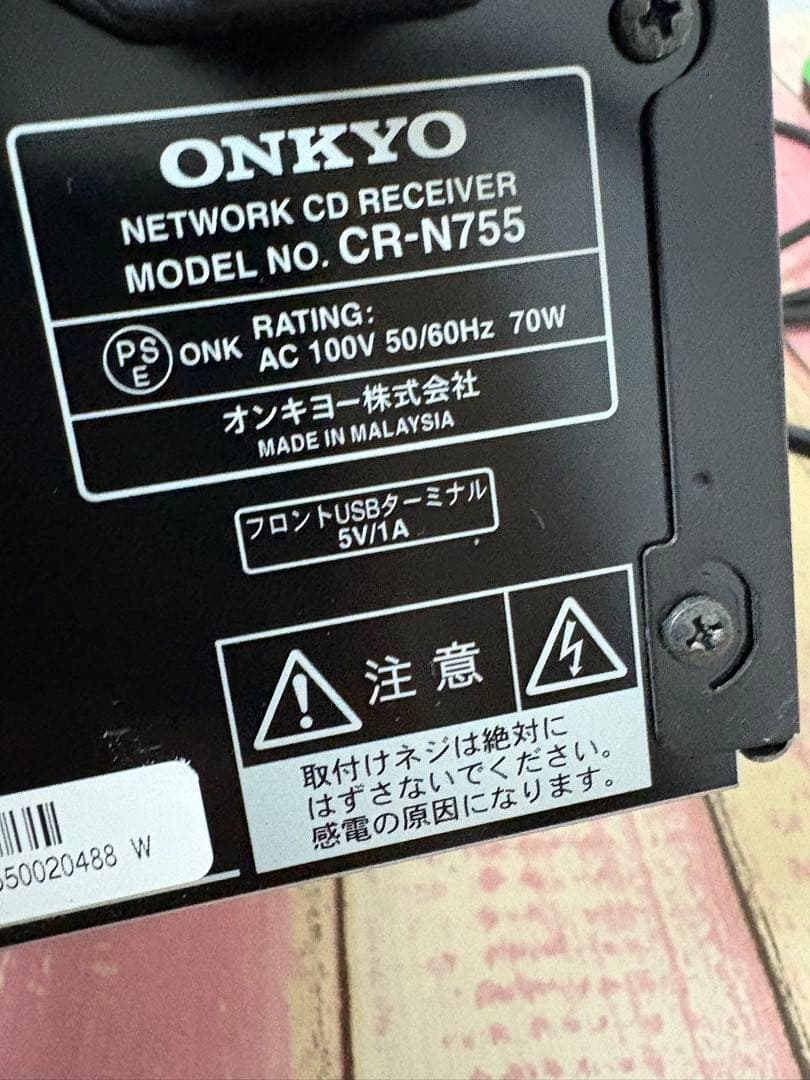 ONKYO
NETWORK CD RECEIVER
MODEL NO. CR-N755
PS
E
ONK
RATING:
AC 100V 50/60Hz 70W
オンキヨー株式会社
MADE IN MALAYSIA
フロントUSBターミナル
5V/1A
注意
取付けネジは絶対に
はずさないでください。
感電の原因になります。
50020488 W